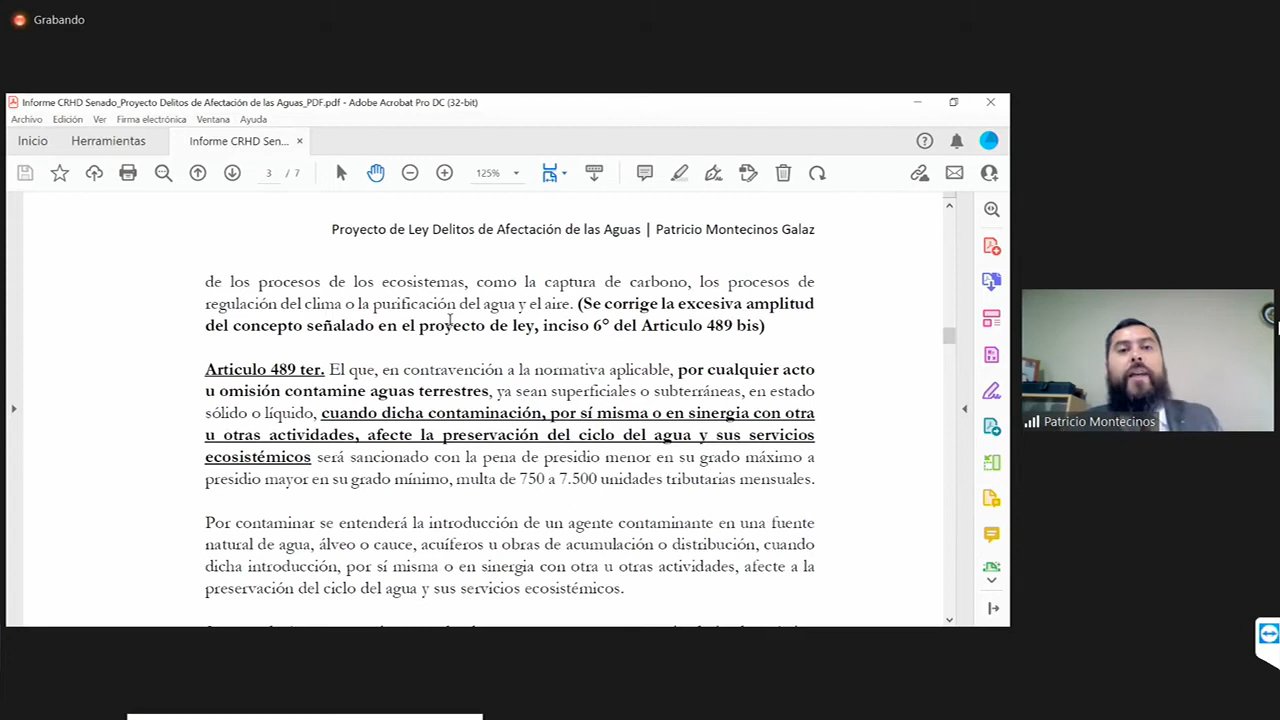 Grabando
Informe CRHD Senado_Proyecto Delitos de Afectación de las Aguas_PDF.pdf - Adobe Acrobat Pro DC (32-bit)
Archivo Edición Ver Firma electrónica Ventana Ayuda
Inicio Herramientas Informe CRHD Sen... ×
3 / 7 125%
Proyecto de Ley Delitos de Afectación de las Aguas | Patricio Montecinos Galaz
de los procesos de los ecosistemas, como la captura de carbono, los procesos de
regulación del clima o la purificación del agua y el aire. (Se corrige la excesiva amplitud
del concepto señalado en el proyecto de ley, inciso 6° del Articulo 489 bis)
Articulo 489 ter. El que, en contravención a la normativa aplicable, por cualquier acto
u omisión contamine aguas terrestres, ya sean superficiales o subterráneas, en estado
sólido o líquido, cuando dicha contaminación, por sí misma o en sinergia con otra
u otras actividades, afecte la preservación del ciclo del agua y sus servicios
ecosistémicos será sancionado con la pena de presidio menor en su grado máximo a
presidio mayor en su grado mínimo, multa de 750 a 7.500 unidades tributarias mensuales.
Por contaminar se entenderá la introducción de un agente contaminante en una fuente
natural de agua, álveo o cauce, acuíferos u obras de acumulación o distribución, cuando
dicha introducción, por sí misma o en sinergia con otra u otras actividades, afecte a la
preservación del ciclo del agua y sus servicios ecosistémicos.
Patricio Montecinos